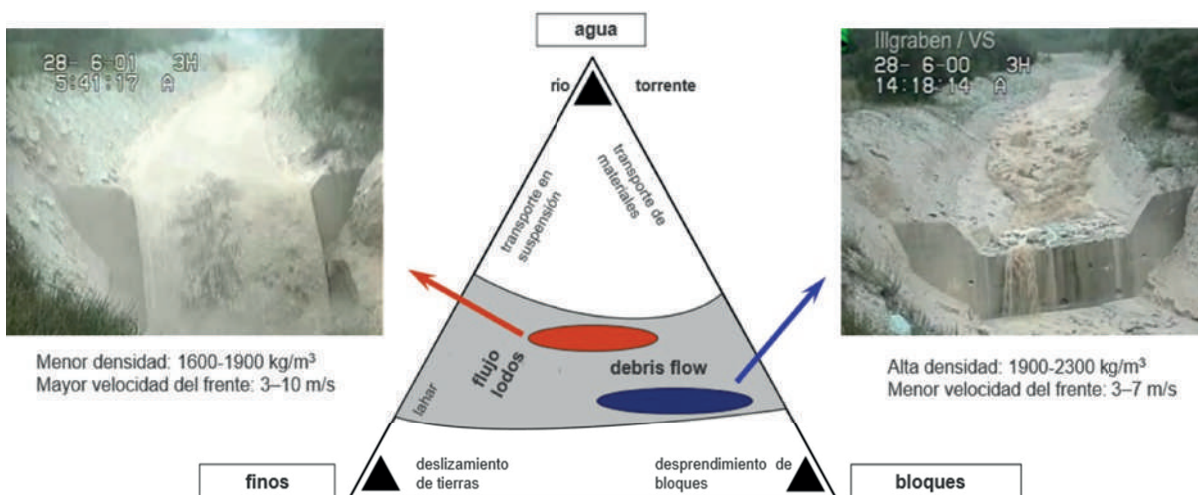 agua
28- 6-01 3H
5:41:17 A
Illgraben / VS
28- 6-00 3H
14:18:14 A
río
torrente
transporte en
suspensión
transporte de
materiales
Menor densidad: 1600-1900 kg/m³
Mayor velocidad del frente: 3–10 m/s
flujo
lodos
debris flow
lahar
Alta densidad: 1900-2300 kg/m³
Menor velocidad del frente: 3–7 m/s
deslizamiento
de tierras
desprendimiento de
bloques
finos
bloques